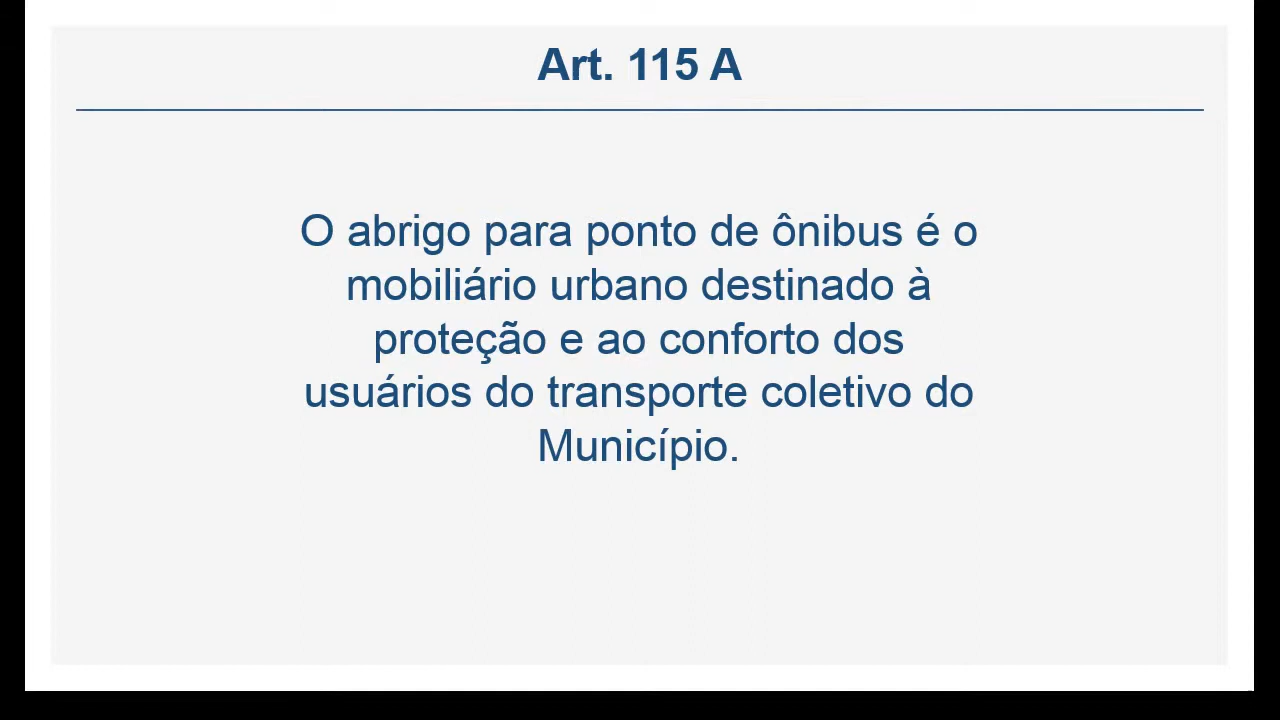 Art. 115 A
O abrigo para ponto de ônibus é o
mobiliário urbano destinado à
proteção e ao conforto dos
usuários do transporte coletivo do
Município.